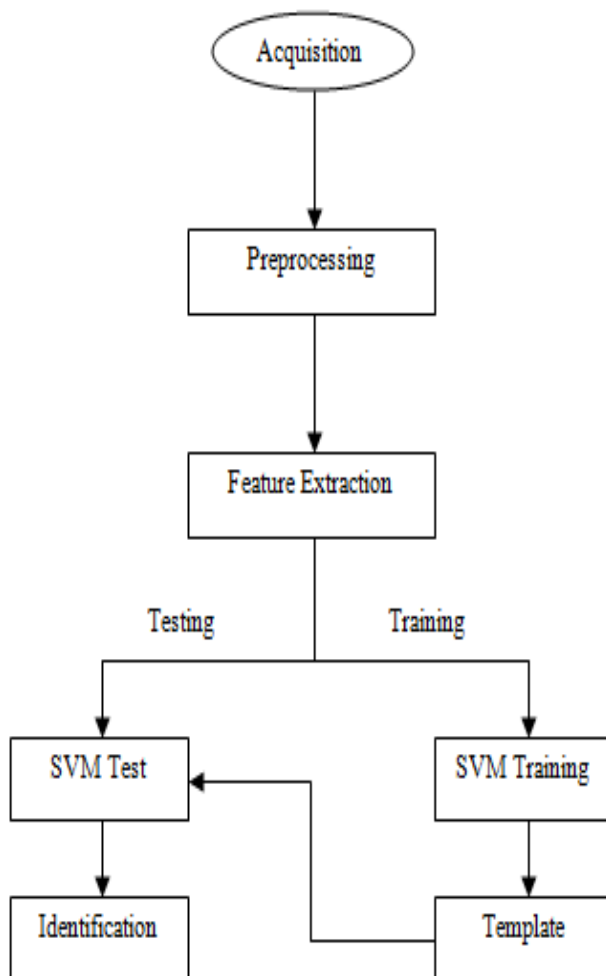 Acquisition
Preprocessing
Feature Extraction
Testing
Training
SVM Test
SVM Training
Identification
Template